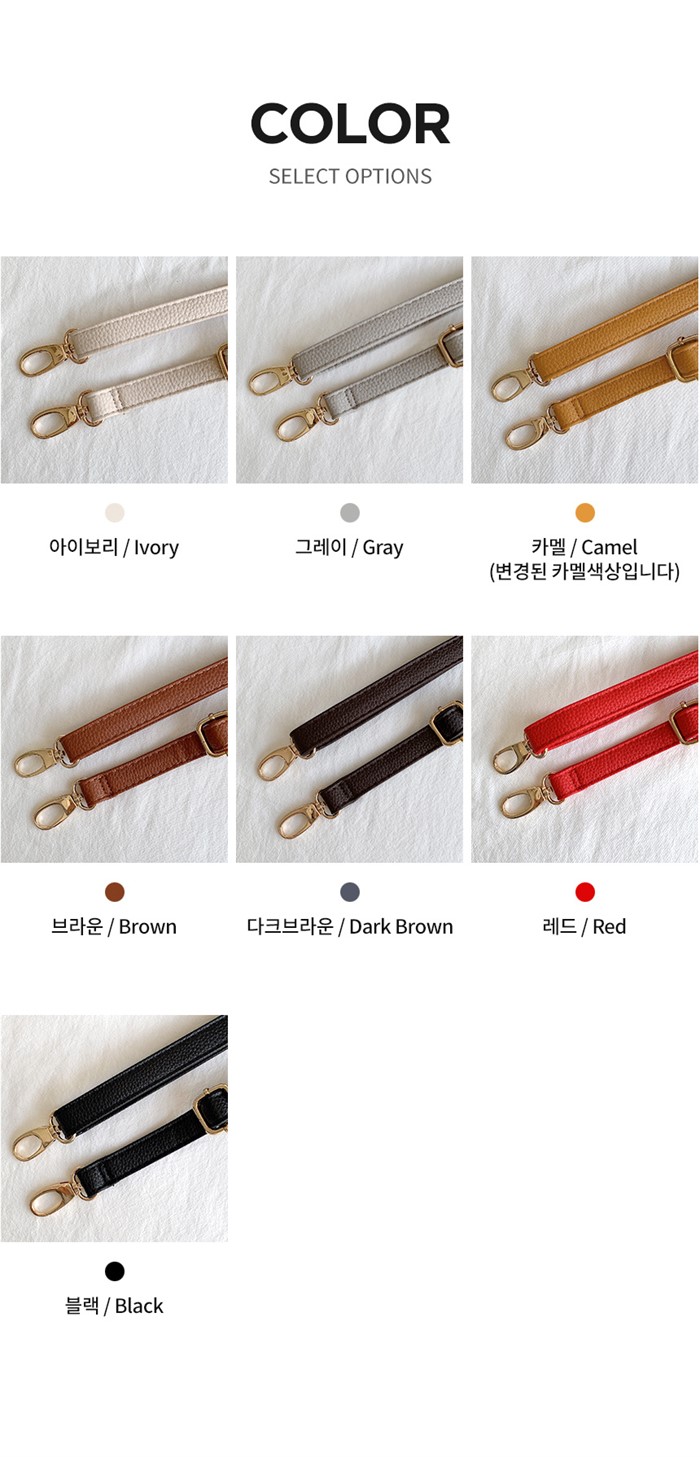 COLOR
SELECT OPTIONS
아이보리 / Ivory
그레이 / Gray
카멜 / Camel
(변경된 카멜색상입니다)
브라운 / Brown
다크브라운 / Dark Brown
레드 / Red
블랙 / Black